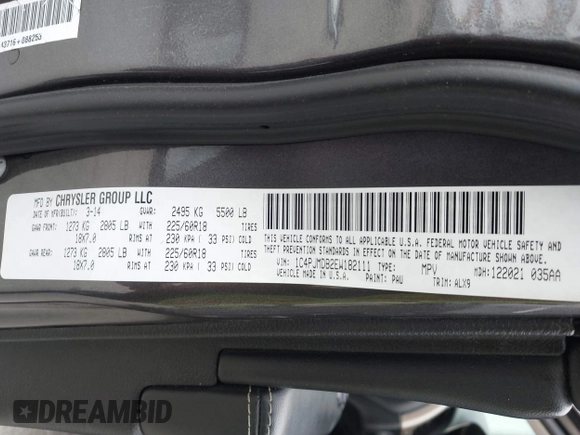 MFD BY CHRYSLER GROUP LLC
DATE OF MFR(BUILT): 3-14 GVWR: 2495 KG 5500 LB
GAWR FRONT: 1273 KG 2805 LB WITH 225/60R18 TIRES
18X7.0 RIMS AT 230 KPA ( 33 PSI) COLD
GAWR REAR: 1273 KG 2805 LB WITH 225/60R18 TIRES
18X7.0 RIMS AT 230 KPA ( 33 PSI) COLD
THIS VEHICLE CONFORMS TO ALL APPLICABLE U.S.A. FEDERAL MOTOR VEHICLE SAFETY, BUMPER, AND
THEFT PREVENTION STANDARDS IN EFFECT ON THE DATE OF MANUFACTURE SHOWN ABOVE.
VIN: 1C4PJMDB2EW182111 TYPE: MPV MDH: 122021 035AA
MADE IN U.S.A. PAINT: PAU TRIM: ALX9
DREAMBID